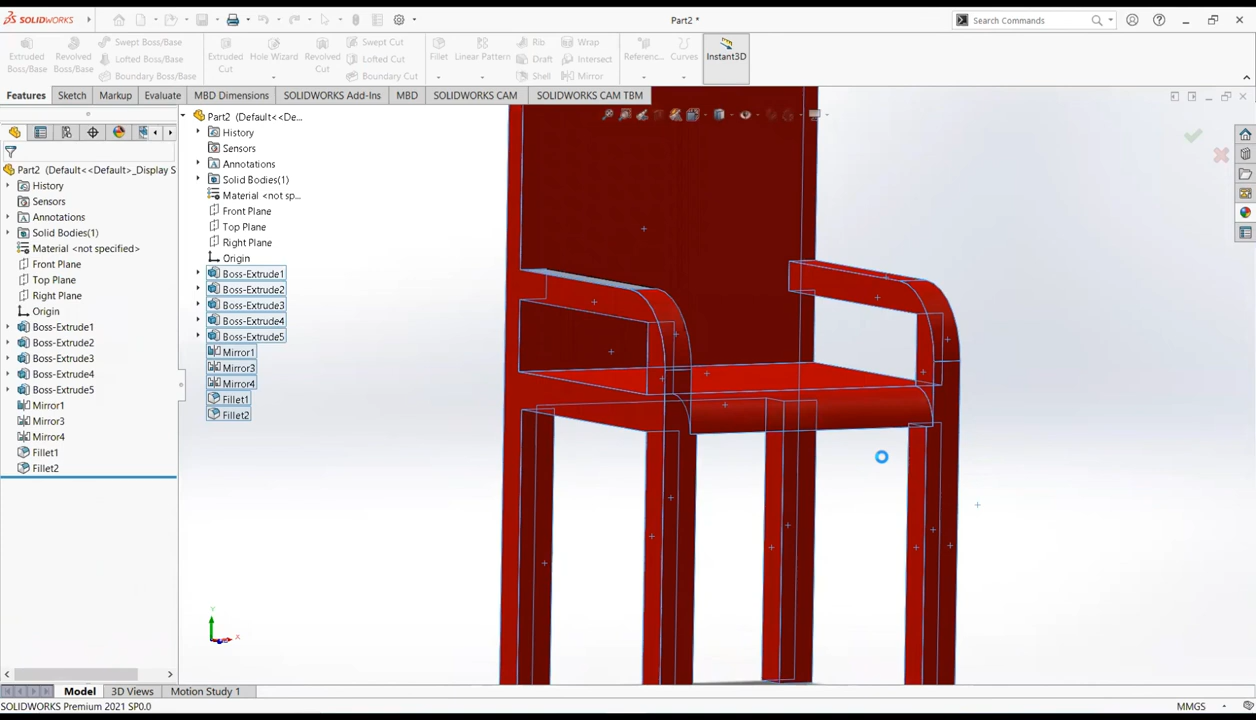 SOLIDWORKS
Part2 *
Search Commands
Extruded Boss/Base
Revolved Boss/Base
Swept Boss/Base
Lofted Boss/Base
Boundary Boss/Base
Extruded Cut
Hole Wizard
Revolved Cut
Swept Cut
Lofted Cut
Boundary Cut
Fillet
Linear Pattern
Rib
Draft
Shell
Wrap
Intersect
Mirror
Referenc...
Curves
Instant3D
Features
Sketch
Markup
Evaluate
MBD Dimensions
SOLIDWORKS Add-Ins
MBD
SOLIDWORKS CAM
SOLIDWORKS CAM TBM
Part2 (Default<<Default>_Display S
History
Sensors
Annotations
Solid Bodies(1)
Material <not specified>
Front Plane
Top Plane
Right Plane
Origin
Boss-Extrude1
Boss-Extrude2
Boss-Extrude3
Boss-Extrude4
Boss-Extrude5
Mirror1
Mirror3
Mirror4
Fillet1
Fillet2
Part2 (Default<<De...
History
Sensors
Annotations
Solid Bodies(1)
Material <not sp...
Front Plane
Top Plane
Right Plane
Origin
Boss-Extrude1
Boss-Extrude2
Boss-Extrude3
Boss-Extrude4
Boss-Extrude5
Mirror1
Mirror3
Mirror4
Fillet1
Fillet2
Y
X
Model
3D Views
Motion Study 1
SOLIDWORKS Premium 2021 SP0.0
MMGS